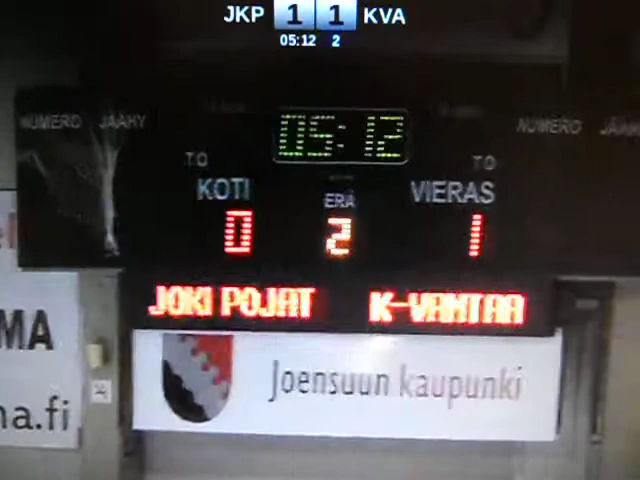 JKP 1 1 KVA
05:12 2
NUMERO JÄÄHY 05:12 NUMERO
TO TO
KOTI ERÄ VIERAS
0 2 1
JOKI POJAT K-VANTAA
Joensuun kaupunki
MA
na.fi